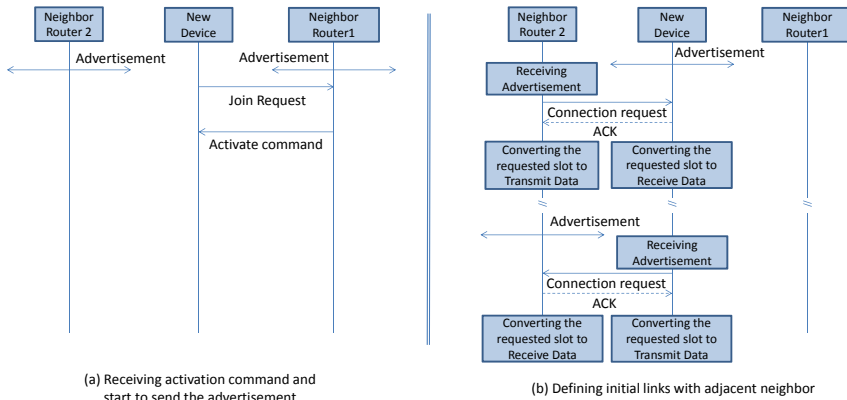 Neighbor
Router 2
New
Device
Neighbor
Router1
Advertisement
Advertisement
Join Request
Activate command
(a) Receiving activation command and
start to send the advertisement
Neighbor
Router 2
New
Device
Neighbor
Router1
Advertisement
Receiving
Advertisement
Connection request
ACK
Converting the
requested slot to
Transmit Data
Converting the
requested slot to
Receive Data
Advertisement
Receiving
Advertisement
Connection request
ACK
Converting the
requested slot to
Receive Data
Converting the
requested slot to
Transmit Data
(b) Defining initial links with adjacent neighbor